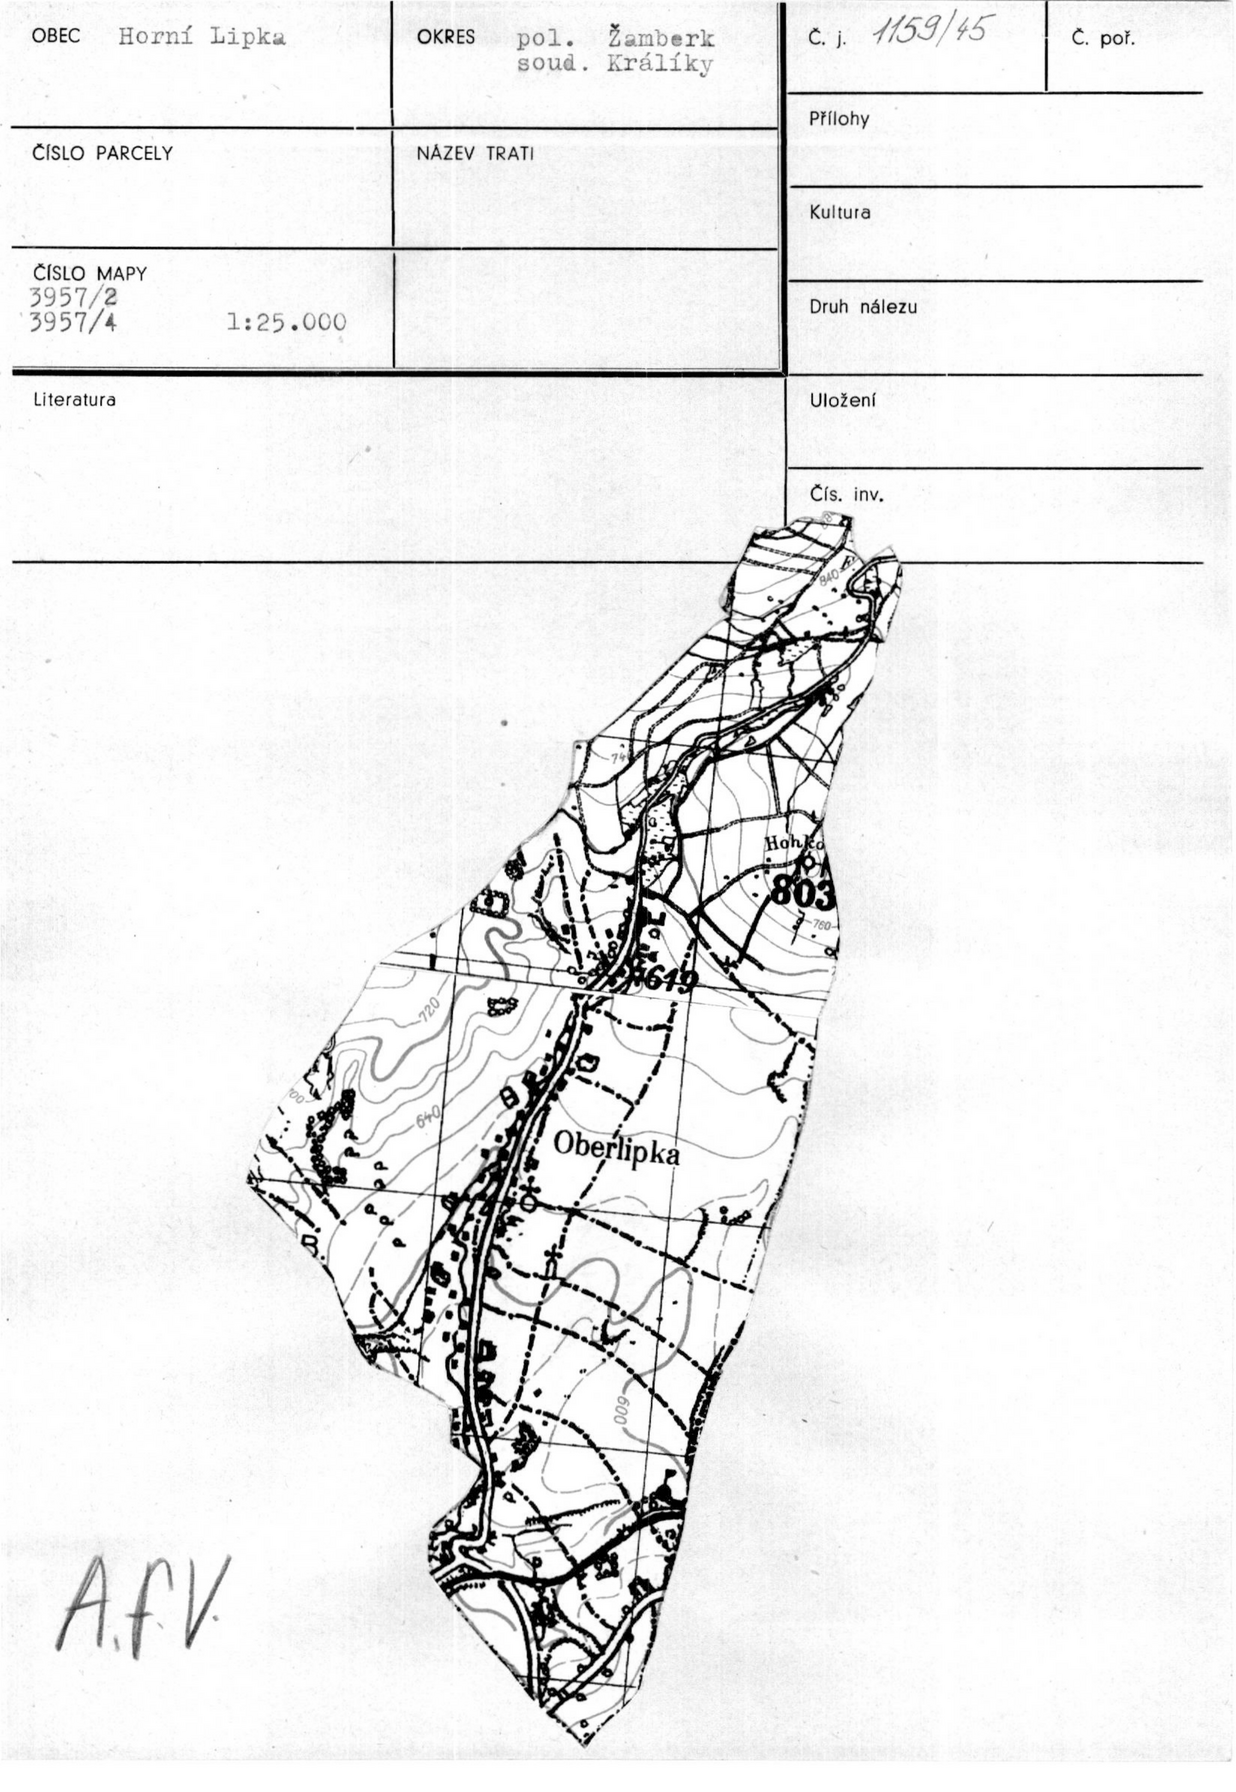 OBEC Horní Lipka
OKRES pol. Žamberk
soud. Králíky
Č. j. 1159/45
Č. poř.
Přílohy
ČÍSLO PARCELY
NÁZEV TRATI
Kultura
ČÍSLO MAPY
3957/2
3957/4 1:25.000
Druh nálezu
Literatura
Uložení
Čís. inv.
840
74
Hohko
803
760
619
720
640
Oberlipka
600
A.f.V.